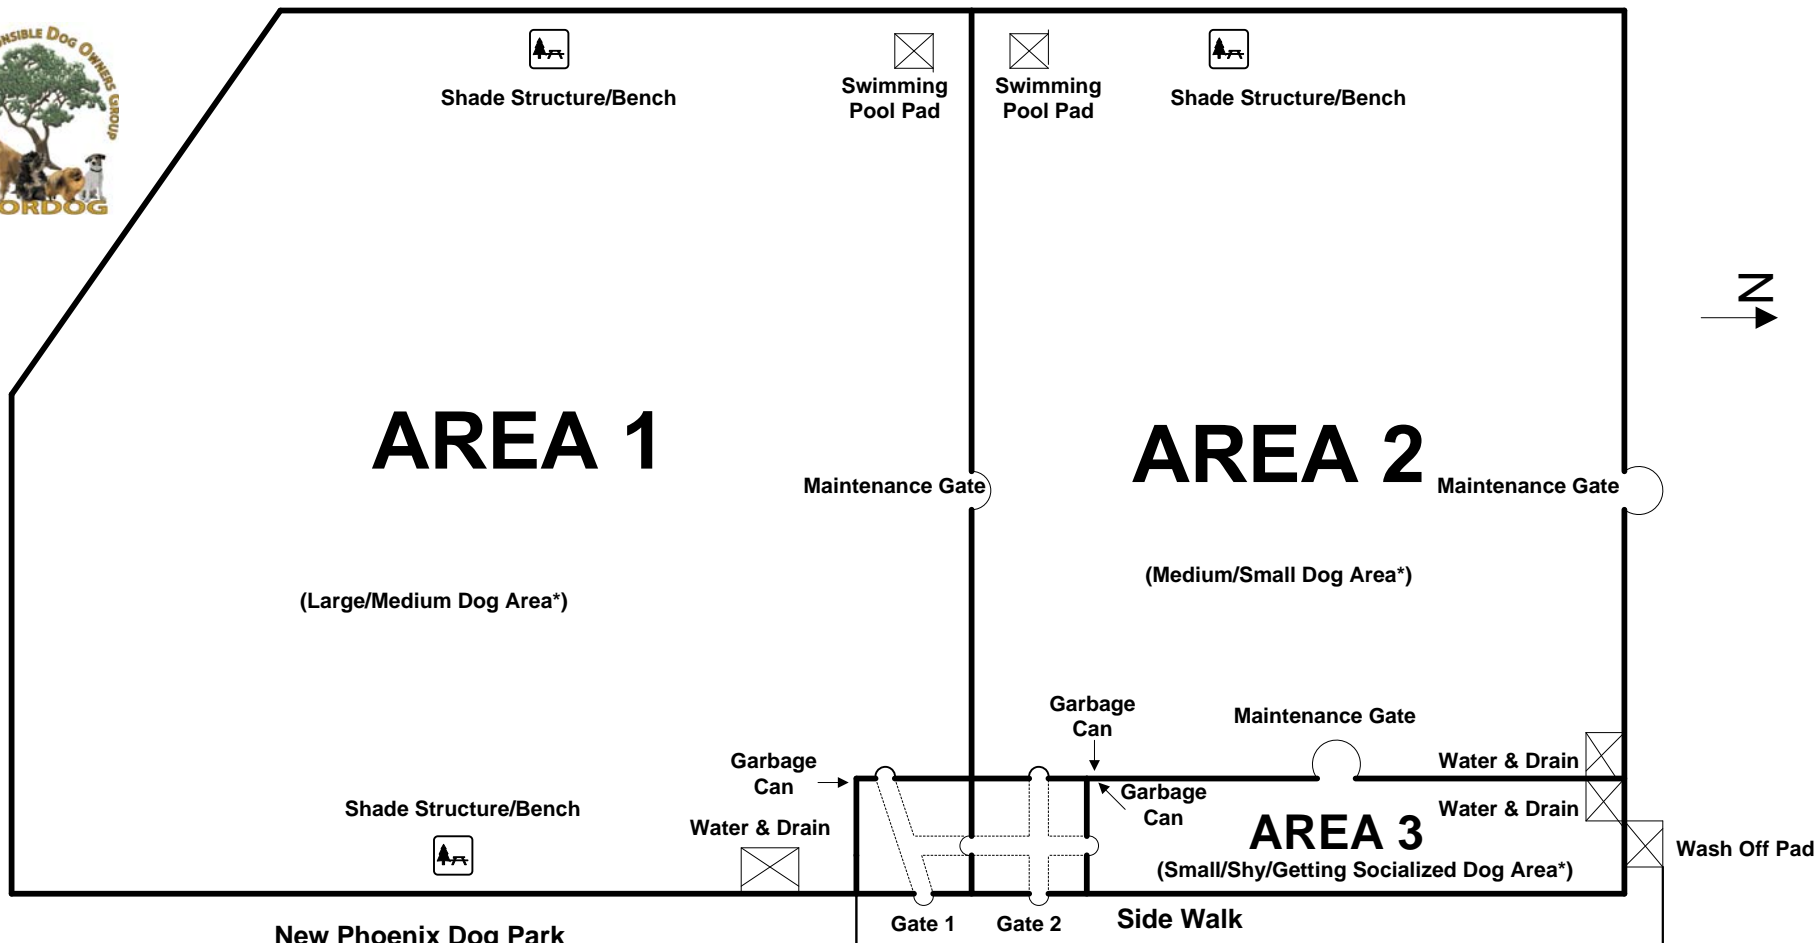 DOG OWNERS GROUP
ORDOG
Shade Structure/Bench
Swimming
Pool Pad
Swimming
Pool Pad
Shade Structure/Bench
N
AREA 1
AREA 2
Maintenance Gate
Maintenance Gate
(Large/Medium Dog Area*)
(Medium/Small Dog Area*)
Garbage
Can
Maintenance Gate
Garbage
Can
Water & Drain
Shade Structure/Bench
Water & Drain
Garbage
Can
Water & Drain
AREA 3
(Small/Shy/Getting Socialized Dog Area*)
Wash Off Pad
Gate 1
Gate 2
Side Walk
New Phoenix Dog Park